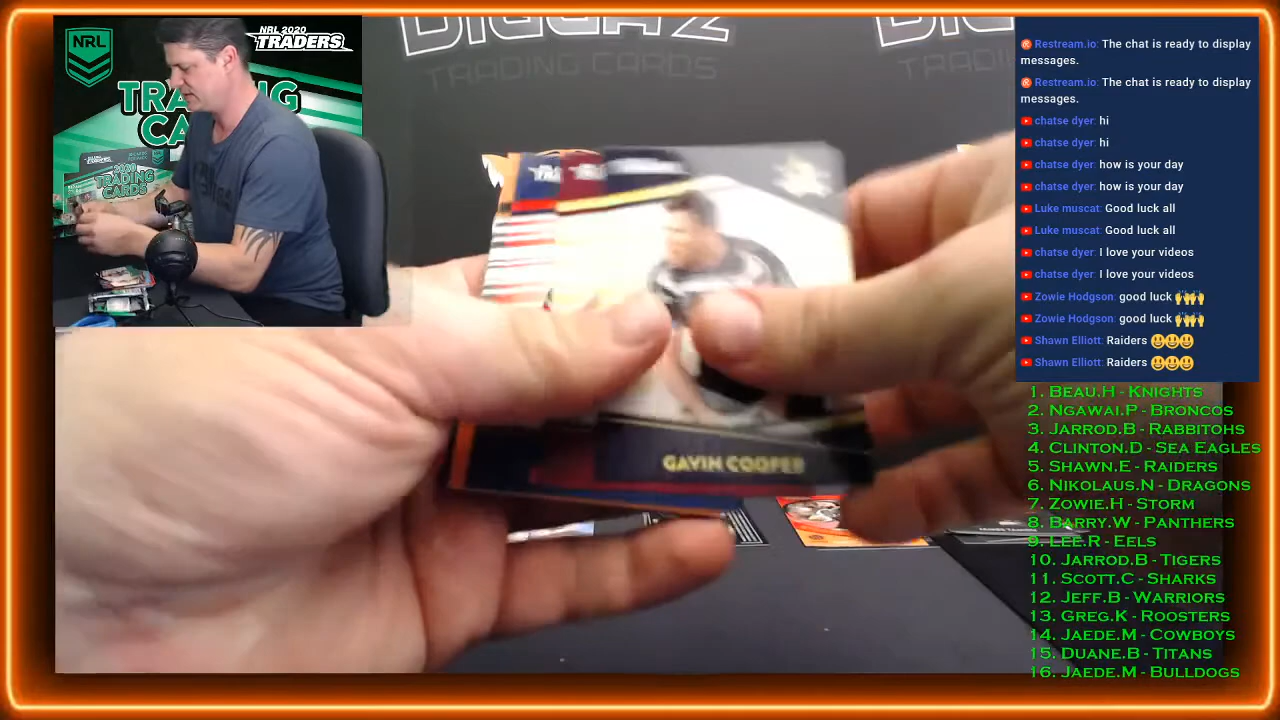 NRL
NRL 2020
TRADERS
2020
TRADING
CARDS
DIGGAZ
TRADING CARDS
GAVIN COOPER
Restream.io: The chat is ready to display
messages.
Restream.io: The chat is ready to display
messages.
chatse dyer: hi
chatse dyer: hi
chatse dyer: how is your day
chatse dyer: how is your day
Luke muscat: Good luck all
Luke muscat: Good luck all
chatse dyer: I love your videos
chatse dyer: I love your videos
Zowie Hodgson: good luck 🙌🙌
Zowie Hodgson: good luck 🙌🙌
Shawn Elliott: Raiders 😃😃😃
Shawn Elliott: Raiders 😃😃😃
1. Beau.H - Knights
2. Ngawai.P - Broncos
3. Jarrod.B - Rabbitohs
4. Clinton.D - Sea Eagles
5. Shawn.E - Raiders
6. Nikolaus.N - Dragons
7. Zowie.H - Storm
8. Barry.W - Panthers
9. Lee.R - Eels
10. Jarrod.B - Tigers
11. Scott.C - Sharks
12. Jeff.B - Warriors
13. Greg.K - Roosters
14. Jaede.M - Cowboys
15. Duane.B - Titans
16. Jaede.M - Bulldogs